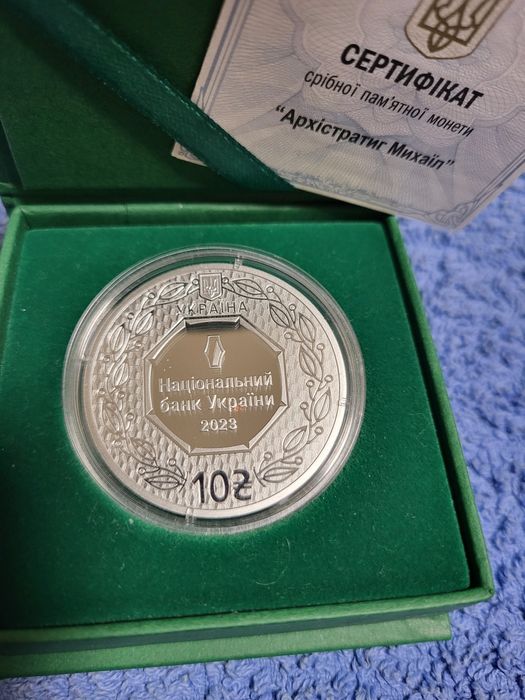 СЕРТИФІКАТ
срібної пам'ятної монети
"Архістратиг Михаїл"
УКРАЇНА
Національний
банк України
2023
10₴